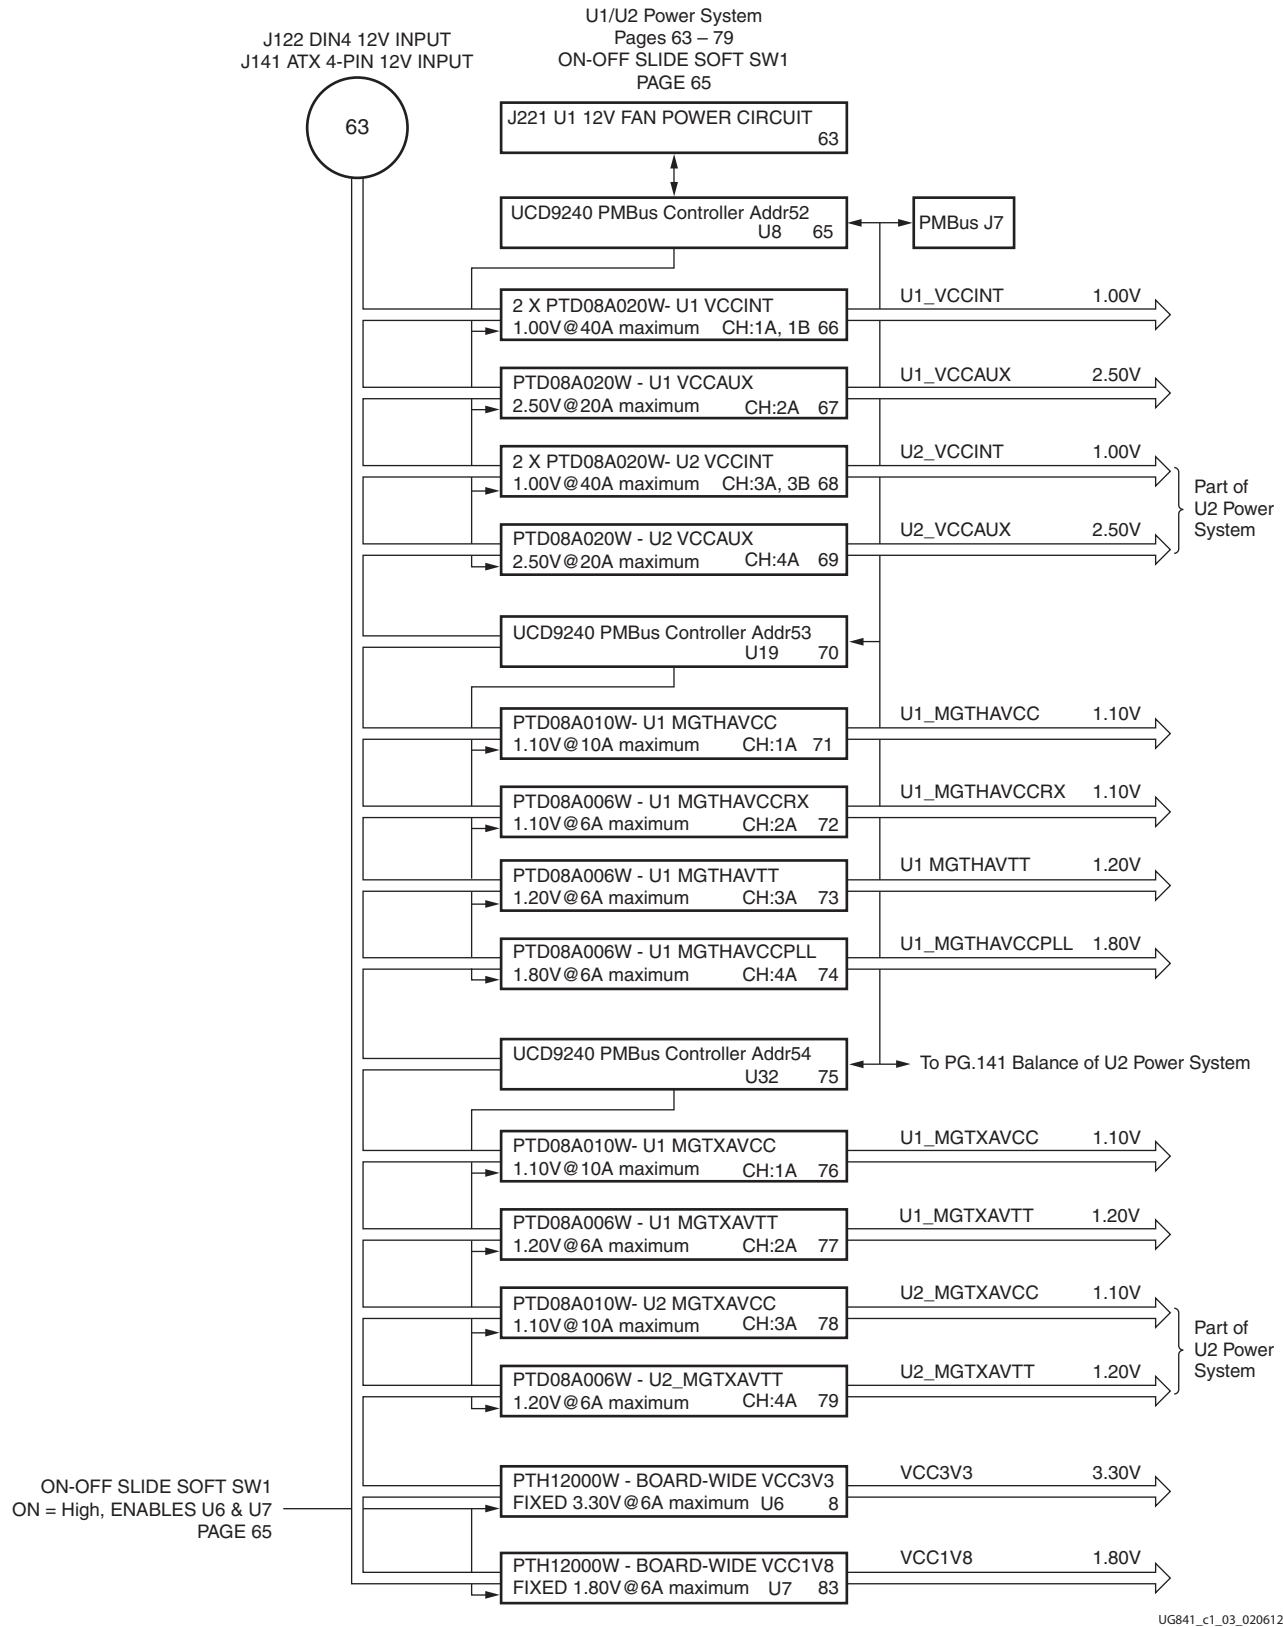 U1/U2 Power System
Pages 63 – 79
ON-OFF SLIDE SOFT SW1
PAGE 65
J122 DIN4 12V INPUT
J141 ATX 4-PIN 12V INPUT
63
J221 U1 12V FAN POWER CIRCUIT
63
UCD9240 PMBus Controller Addr52
U8 65
PMBus J7
2 X PTD08A020W- U1 VCCINT
1.00V@40A maximum CH:1A, 1B 66
U1_VCCINT 1.00V
PTD08A020W - U1 VCCAUX
2.50V@20A maximum CH:2A 67
U1_VCCAUX 2.50V
2 X PTD08A020W- U2 VCCINT
1.00V@40A maximum CH:3A, 3B 68
U2_VCCINT 1.00V
PTD08A020W - U2 VCCAUX
2.50V@20A maximum CH:4A 69
U2_VCCAUX 2.50V
Part of
U2 Power
System
UCD9240 PMBus Controller Addr53
U19 70
PTD08A010W- U1 MGTHAVCC
1.10V@10A maximum CH:1A 71
U1_MGTHAVCC 1.10V
PTD08A006W - U1 MGTHAVCCRX
1.10V@6A maximum CH:2A 72
U1_MGTHAVCCRX 1.10V
PTD08A006W - U1 MGTHAVTT
1.20V@6A maximum CH:3A 73
U1 MGTHAVTT 1.20V
PTD08A006W - U1 MGTHAVCCPLL
1.80V@6A maximum CH:4A 74
U1_MGTHAVCCPLL 1.80V
UCD9240 PMBus Controller Addr54
U32 75
To PG.141 Balance of U2 Power System
PTD08A010W- U1 MGTXAVCC
1.10V@10A maximum CH:1A 76
U1_MGTXAVCC 1.10V
PTD08A006W - U1 MGTXAVTT
1.20V@6A maximum CH:2A 77
U1_MGTXAVTT 1.20V
PTD08A010W- U2 MGTXAVCC
1.10V@10A maximum CH:3A 78
U2_MGTXAVCC 1.10V
PTD08A006W - U2_MGTXAVTT
1.20V@6A maximum CH:4A 79
U2_MGTXAVTT 1.20V
Part of
U2 Power
System
ON-OFF SLIDE SOFT SW1
ON = High, ENABLES U6 & U7
PAGE 65
PTH12000W - BOARD-WIDE VCC3V3
FIXED 3.30V@6A maximum U6 8
VCC3V3 3.30V
PTH12000W - BOARD-WIDE VCC1V8
FIXED 1.80V@6A maximum U7 83
VCC1V8 1.80V
UG841_c1_03_020612